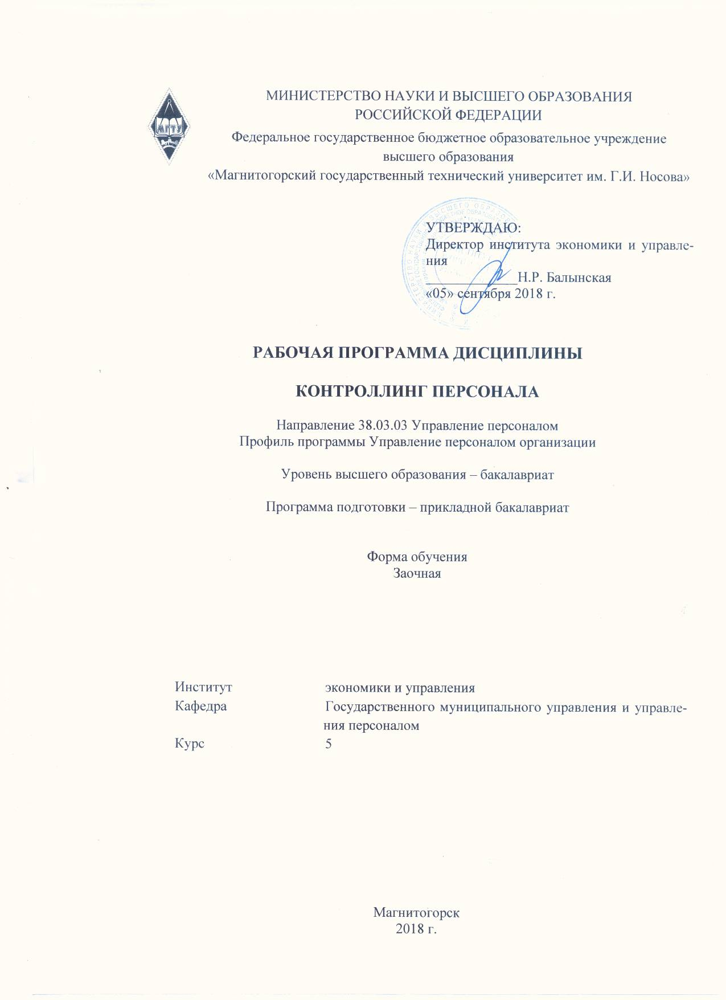 МИНИСТЕРСТВО НАУКИ И ВЫСШЕГО ОБРАЗОВАНИЯ
РОССИЙСКОЙ ФЕДЕРАЦИИ
Федеральное государственное бюджетное образовательное учреждение
высшего образования
«Магнитогорский государственный технический университет им. Г.И. Носова»
МГТУ
УТВЕРЖДАЮ:
Директор института экономики и управле-
ния
_____________Н.Р. Балынская
«05» сентября 2018 г.
РАБОЧАЯ ПРОГРАММА ДИСЦИПЛИНЫ
КОНТРОЛЛИНГ ПЕРСОНАЛА
Направление 38.03.03 Управление персоналом
Профиль программы Управление персоналом организации
Уровень высшего образования – бакалавриат
Программа подготовки – прикладной бакалавриат
Форма обучения
Заочная
Институт экономики и управления
Кафедра Государственного муниципального управления и управле-
ния персоналом
Курс 5
Магнитогорск
2018 г.